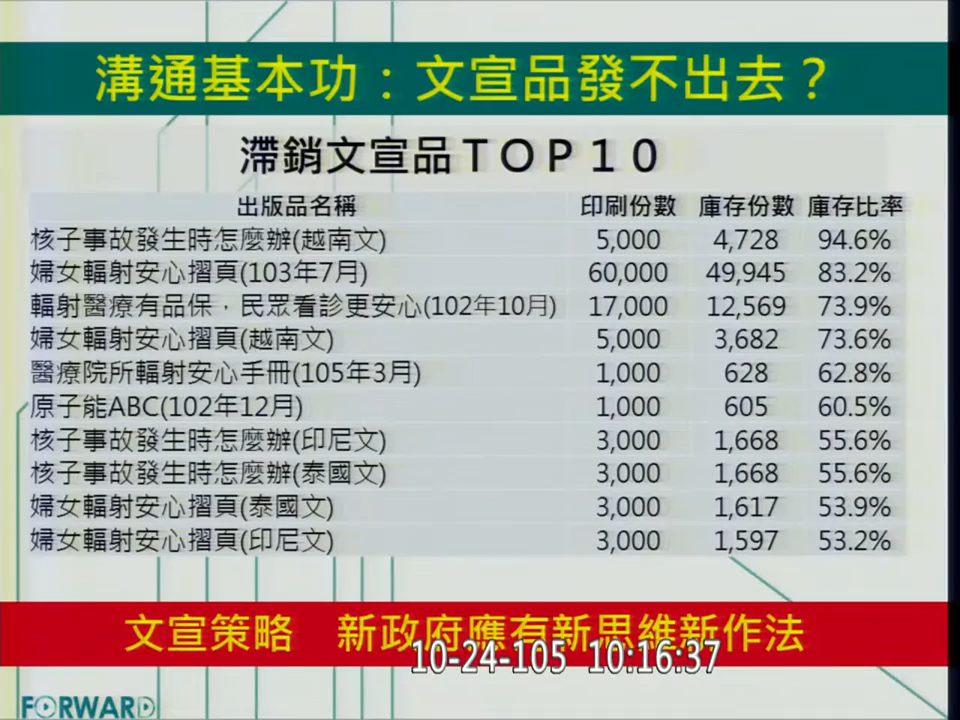 溝通基本功：文宣品發不出去？
滯銷文宣品TOP10
出版品名稱 印刷份數 庫存份數 庫存比率
核子事故發生時怎麼辦(越南文) 5,000 4,728 94.6%
婦女輻射安心摺頁(103年7月) 60,000 49,945 83.2%
輻射醫療有品保，民眾看診更安心(102年10月) 17,000 12,569 73.9%
婦女輻射安心摺頁(越南文) 5,000 3,682 73.6%
醫療院所輻射安心手冊(105年3月) 1,000 628 62.8%
原子能ABC(102年12月) 1,000 605 60.5%
核子事故發生時怎麼辦(印尼文) 3,000 1,668 55.6%
核子事故發生時怎麼辦(泰國文) 3,000 1,668 55.6%
婦女輻射安心摺頁(泰國文) 3,000 1,617 53.9%
婦女輻射安心摺頁(印尼文) 3,000 1,597 53.2%
文宣策略 新政府應有新思維新作法
10-24-105 10:16:37
FORWARD